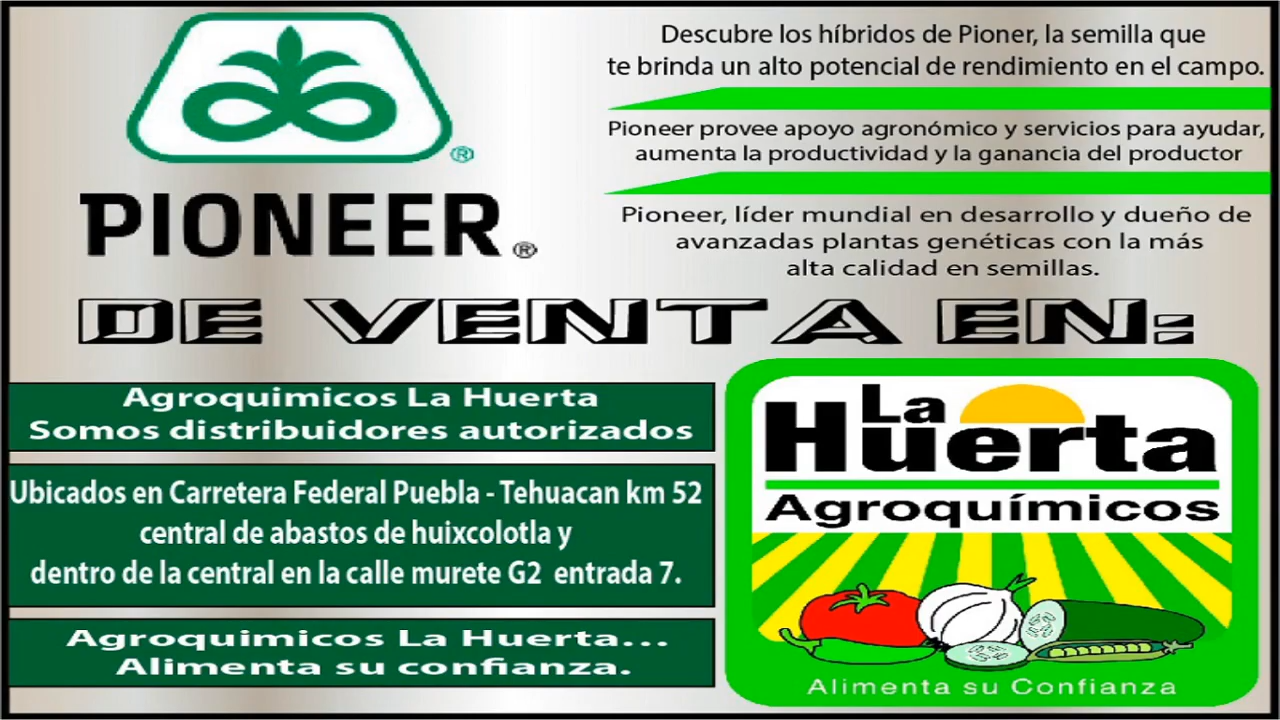 PIONEER®
®
Descubre los híbridos de Pioner, la semilla que
te brinda un alto potencial de rendimiento en el campo.
Pioneer provee apoyo agronómico y servicios para ayudar,
aumenta la productividad y la ganancia del productor
Pioneer, líder mundial en desarrollo y dueño de
avanzadas plantas genéticas con la más
alta calidad en semillas.
DE VENTA EN:
Agroquimicos La Huerta
Somos distribuidores autorizados
Ubicados en Carretera Federal Puebla - Tehuacan km 52
central de abastos de huixcolotla y
dentro de la central en la calle murete G2 entrada 7.
Agroquimicos La Huerta...
Alimenta su confianza.
La
Huerta
Agroquímicos
Alimenta su Confianza